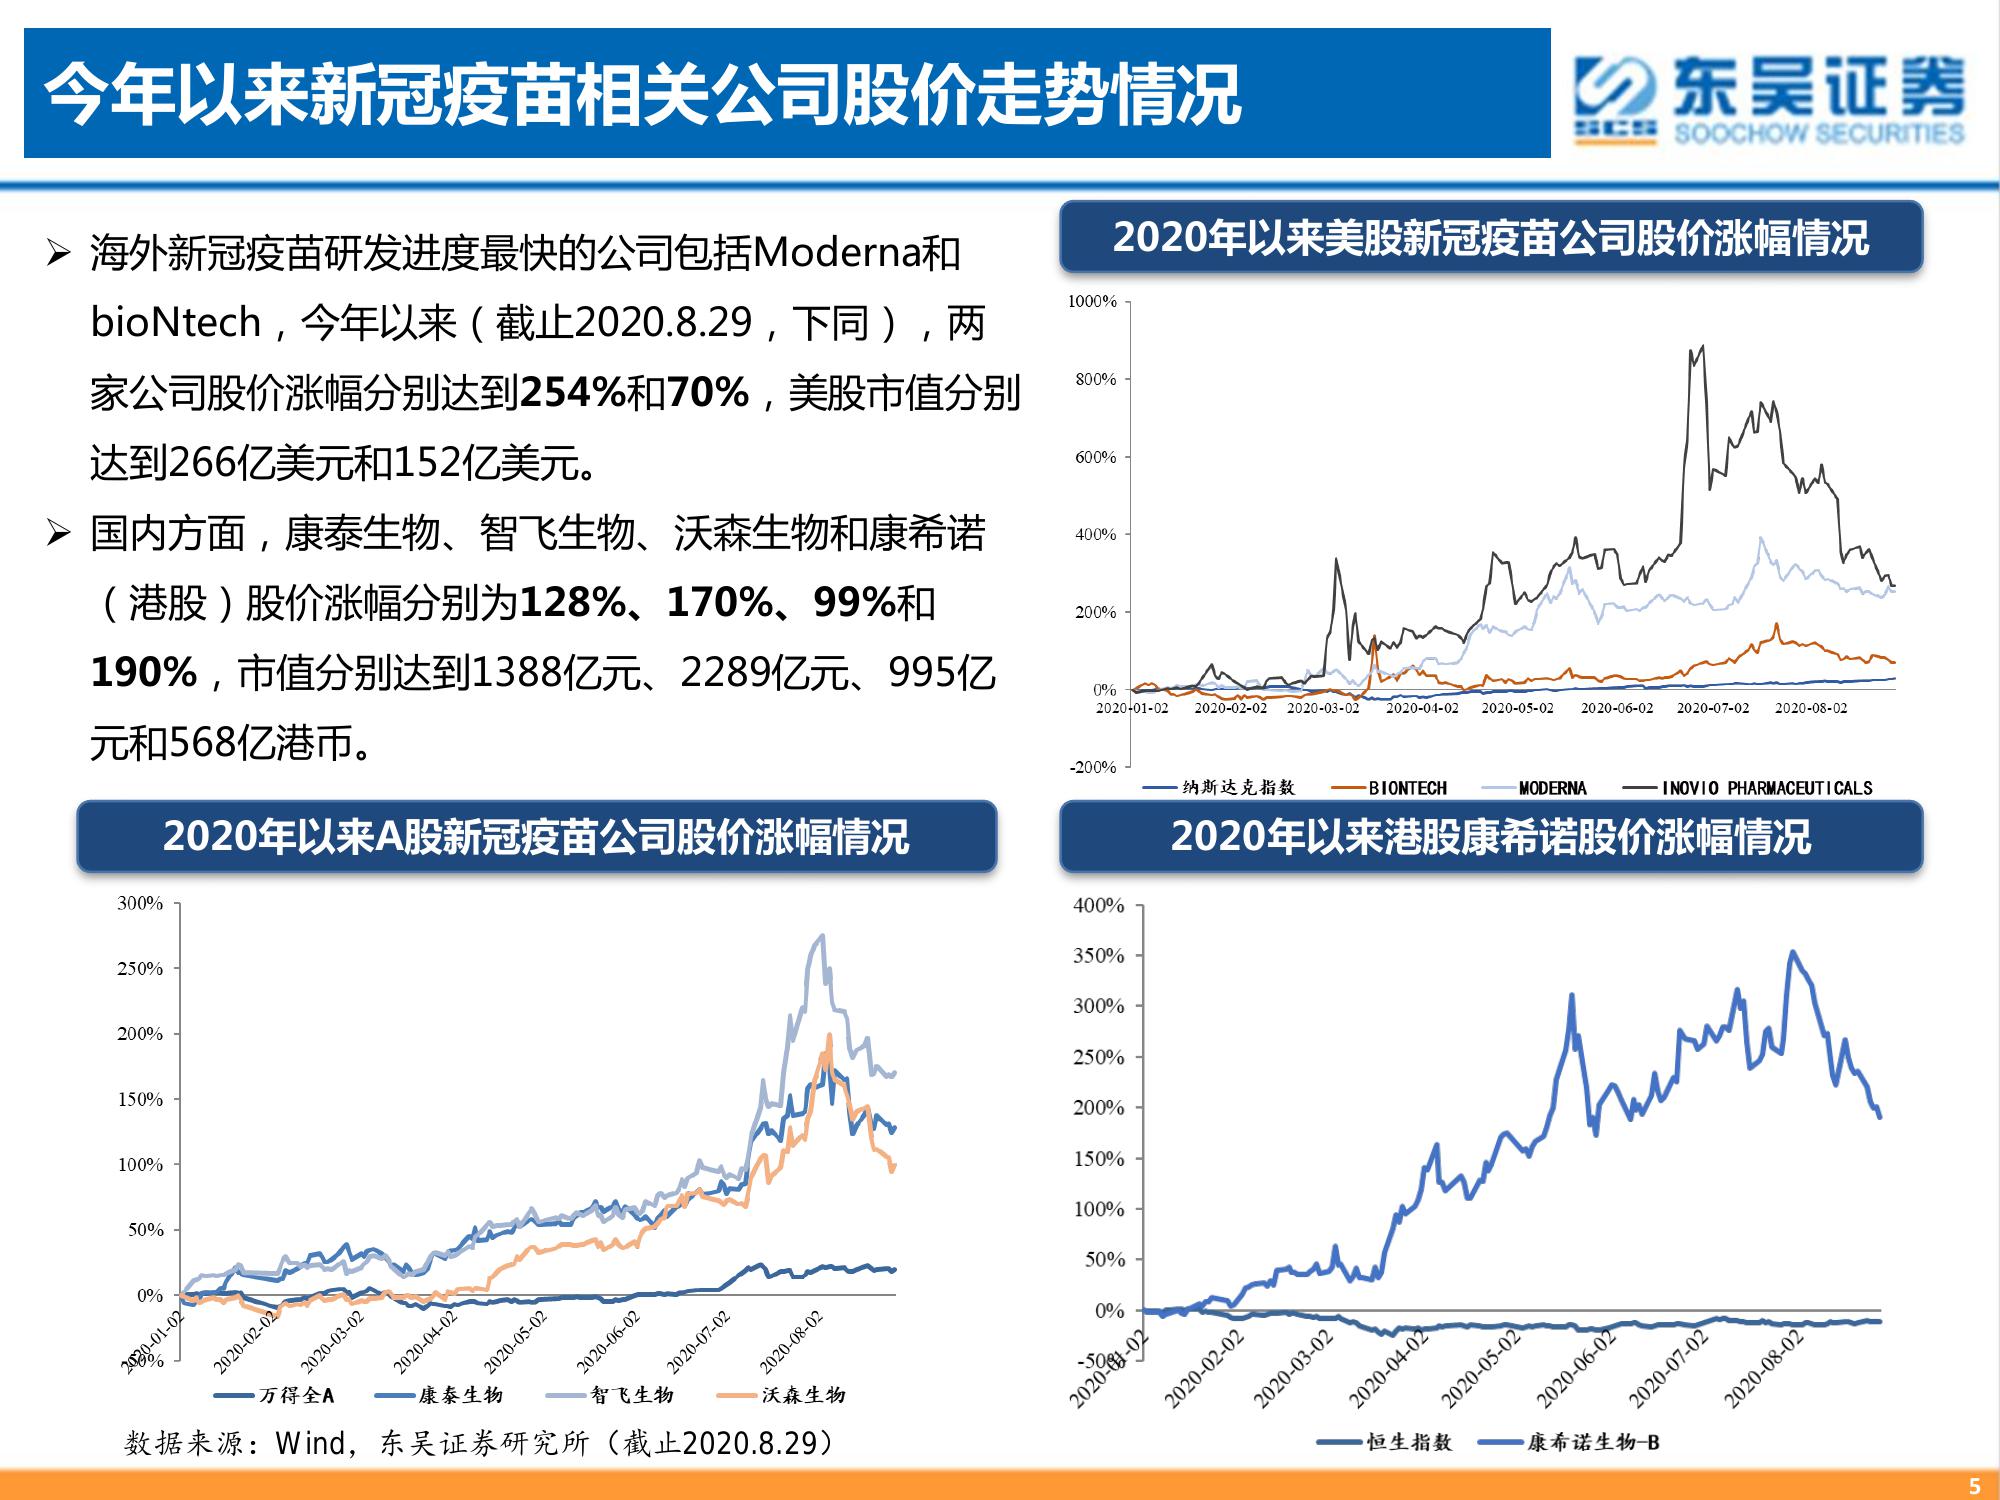 今年以来新冠疫苗相关公司股价走势情况
东吴证券
SCS
SOOCHOW SECURITIES
➢ 海外新冠疫苗研发进度最快的公司包括Moderna和
bioNtech，今年以来（截止2020.8.29，下同），两
家公司股价涨幅分别达到254%和70%，美股市值分别
达到266亿美元和152亿美元。
➢ 国内方面，康泰生物、智飞生物、沃森生物和康希诺
（港股）股价涨幅分别为128%、170%、99%和
190%，市值分别达到1388亿元、2289亿元、995亿
元和568亿港币。
2020年以来美股新冠疫苗公司股价涨幅情况
1000%
800%
600%
400%
200%
0%
-200%
2020-01-02 2020-02-02 2020-03-02 2020-04-02 2020-05-02 2020-06-02 2020-07-02 2020-08-02
纳斯达克指数 BIONTECH MODERNA INOVIO PHARMACEUTICALS
2020年以来A股新冠疫苗公司股价涨幅情况
300%
250%
200%
150%
100%
50%
0%
-50%
2020-01-02 2020-02-02 2020-03-02 2020-04-02 2020-05-02 2020-06-02 2020-07-02 2020-08-02
万得全A 康泰生物 智飞生物 沃森生物
2020年以来港股康希诺股价涨幅情况
400%
350%
300%
250%
200%
150%
100%
50%
0%
-50%
2020-01-02 2020-02-02 2020-03-02 2020-04-02 2020-05-02 2020-06-02 2020-07-02 2020-08-02
恒生指数 康希诺生物-B
数据来源：Wind，东吴证券研究所（截止2020.8.29）
5